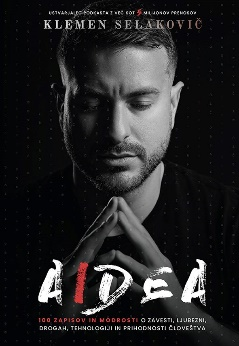 USTVARJALEC PODCASTA Z VEČ KOT 5 MILIJONOV PRENOSOV
KLEMEN SELAKOVIČ
AIDEA
100 ZAPISOV IN MODROSTI O ZAVESTI, LJUBEZNI,
DROGAH, TEHNOLOGIJI IN PRIHODNOSTI ČLOVEŠTVA